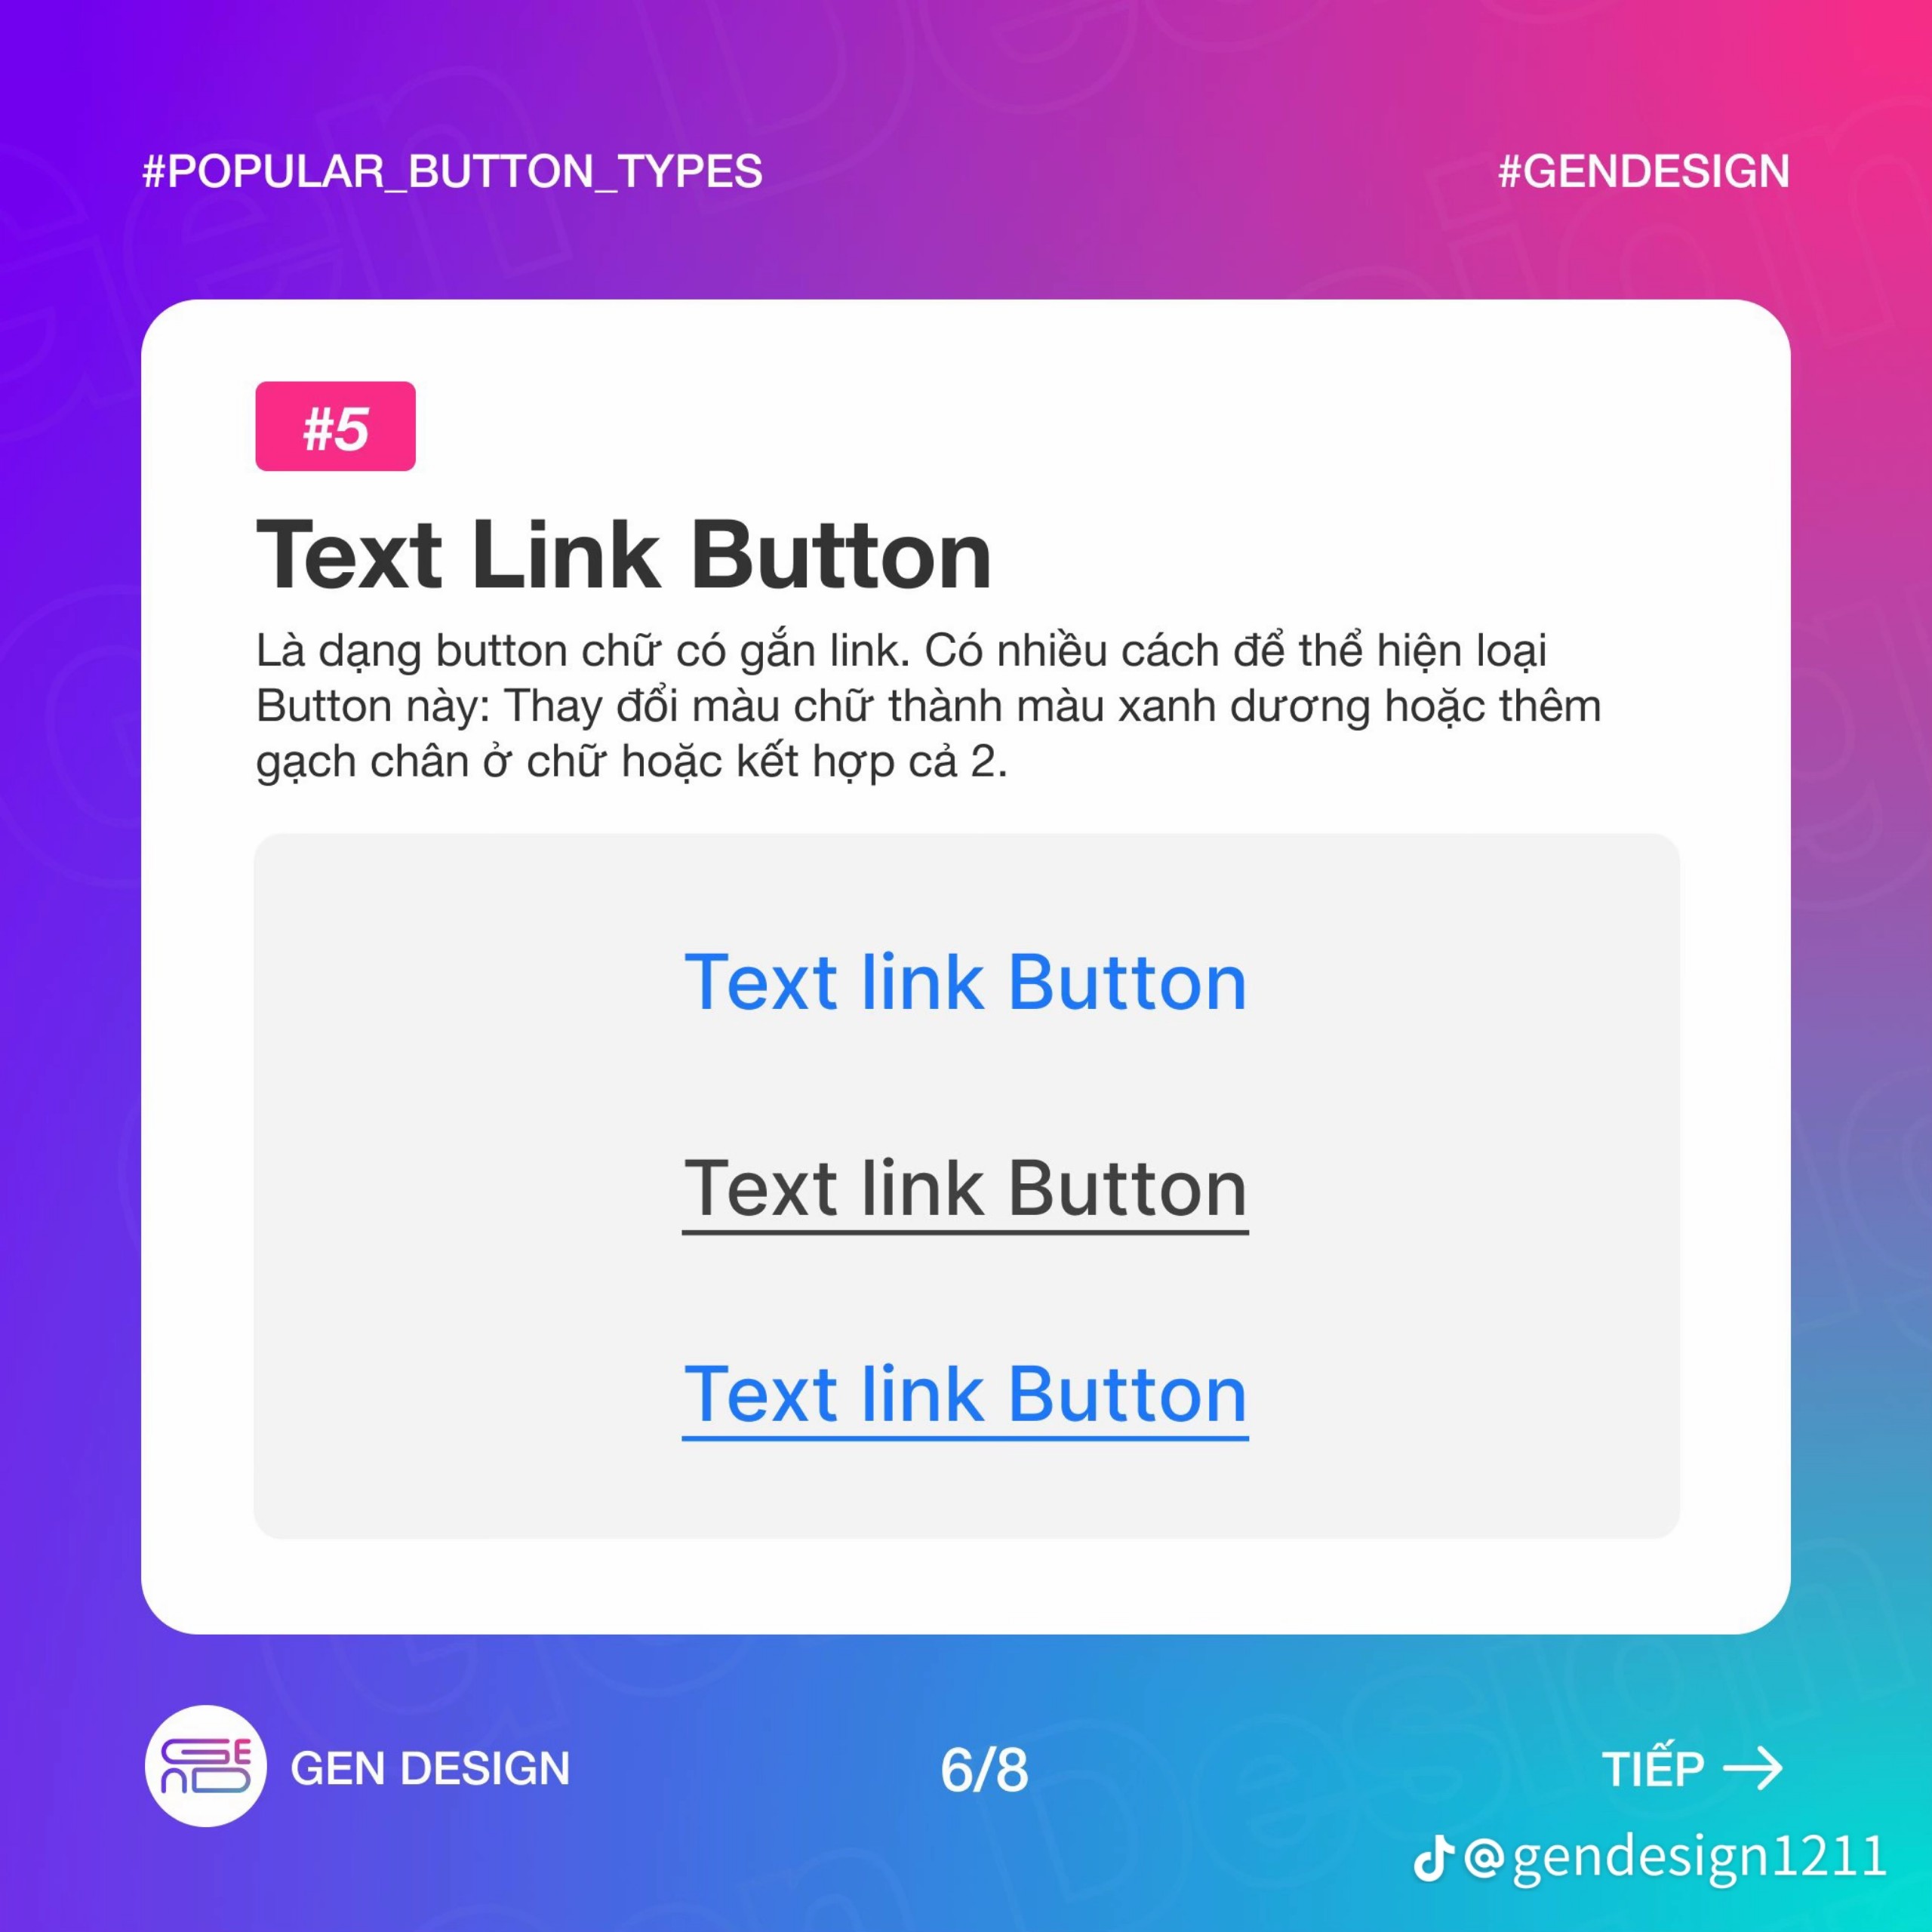 #POPULAR_BUTTON_TYPES
#GENDESIGN
#5
Text Link Button
Là dạng button chữ có gắn link. Có nhiều cách để thể hiện loại
Button này: Thay đổi màu chữ thành màu xanh dương hoặc thêm
gạch chân ở chữ hoặc kết hợp cả 2.
Text link Button
Text link Button
Text link Button
GEN DESIGN
6/8
TIẾP
@gendesign1211